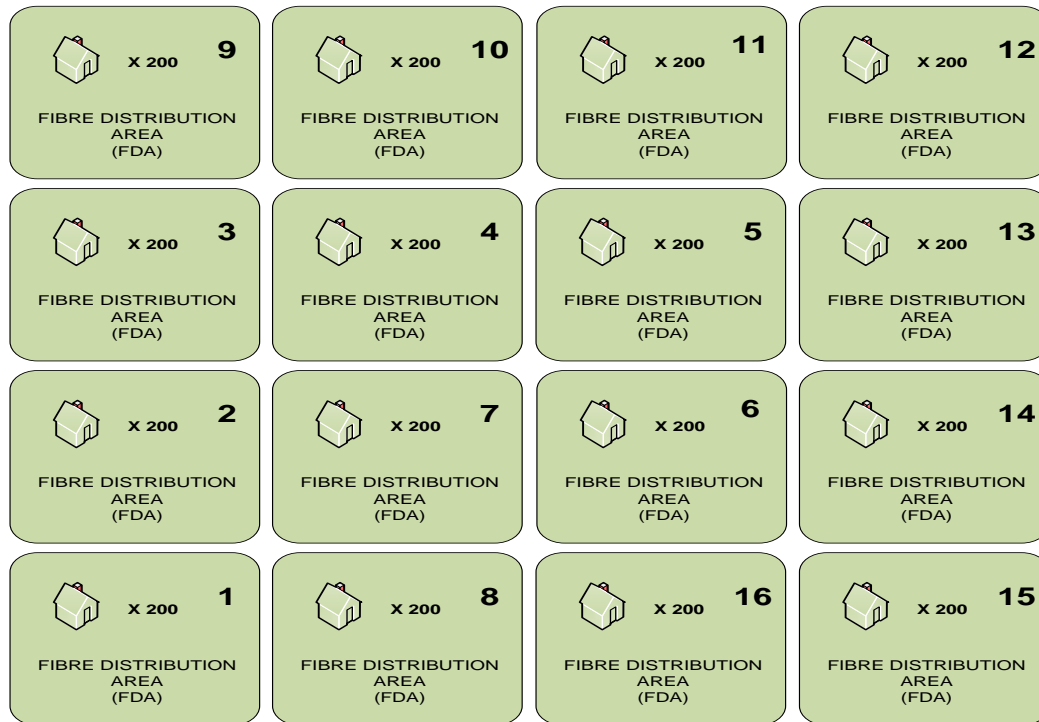 X 200 9
FIBRE DISTRIBUTION
AREA
(FDA)
X 200 10
FIBRE DISTRIBUTION
AREA
(FDA)
X 200 11
FIBRE DISTRIBUTION
AREA
(FDA)
X 200 12
FIBRE DISTRIBUTION
AREA
(FDA)
X 200 3
FIBRE DISTRIBUTION
AREA
(FDA)
X 200 4
FIBRE DISTRIBUTION
AREA
(FDA)
X 200 5
FIBRE DISTRIBUTION
AREA
(FDA)
X 200 13
FIBRE DISTRIBUTION
AREA
(FDA)
X 200 2
FIBRE DISTRIBUTION
AREA
(FDA)
X 200 7
FIBRE DISTRIBUTION
AREA
(FDA)
X 200 6
FIBRE DISTRIBUTION
AREA
(FDA)
X 200 14
FIBRE DISTRIBUTION
AREA
(FDA)
X 200 1
FIBRE DISTRIBUTION
AREA
(FDA)
X 200 8
FIBRE DISTRIBUTION
AREA
(FDA)
X 200 16
FIBRE DISTRIBUTION
AREA
(FDA)
X 200 15
FIBRE DISTRIBUTION
AREA
(FDA)